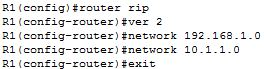 R1(config)#router rip
R1(config-router)#ver 2
R1(config-router)#network 192.168.1.0
R1(config-router)#network 10.1.1.0
R1(config-router)#exit